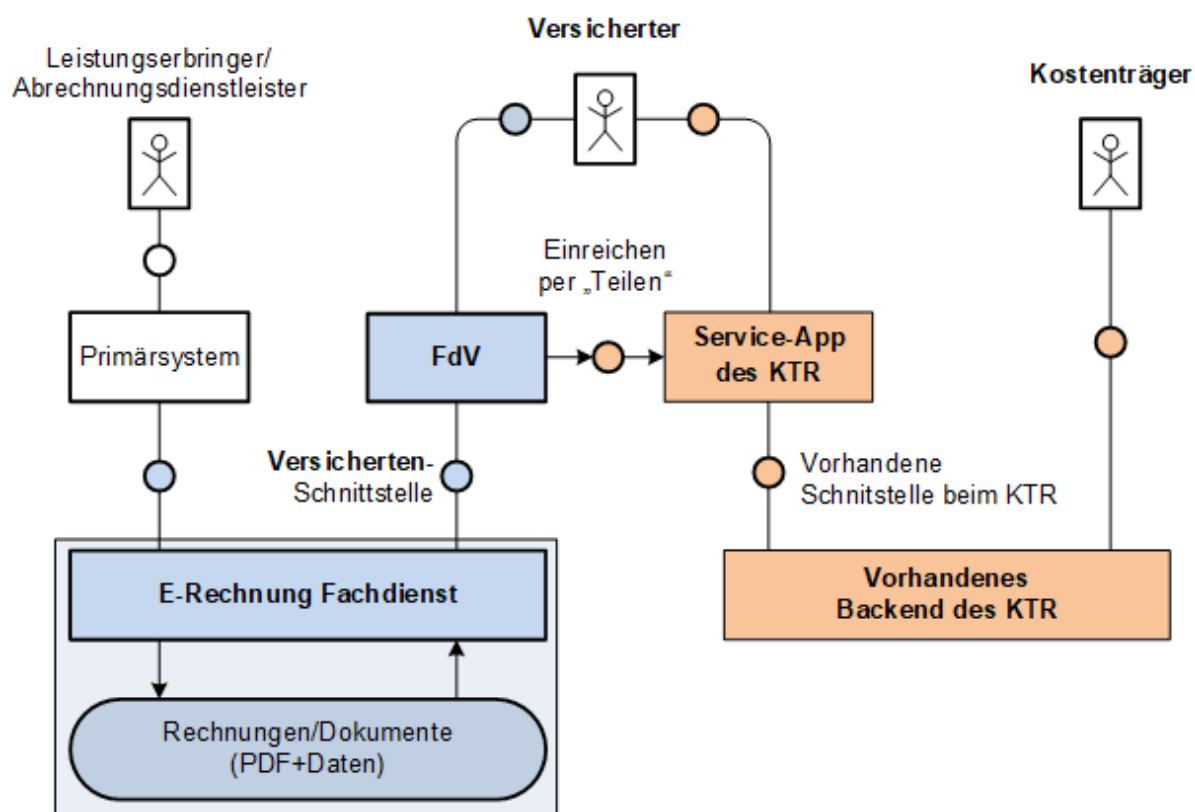 Versicherter
Leistungserbringer/
Abrechnungsdienstleister
Kostenträger
Einreichen
per „Teilen“
Primärsystem
FdV
Service-App
des KTR
Versicherten-
Schnittstelle
Vorhandene
Schnitstelle beim KTR
E-Rechnung Fachdienst
Vorhandenes
Backend des KTR
Rechnungen/Dokumente
(PDF+Daten)